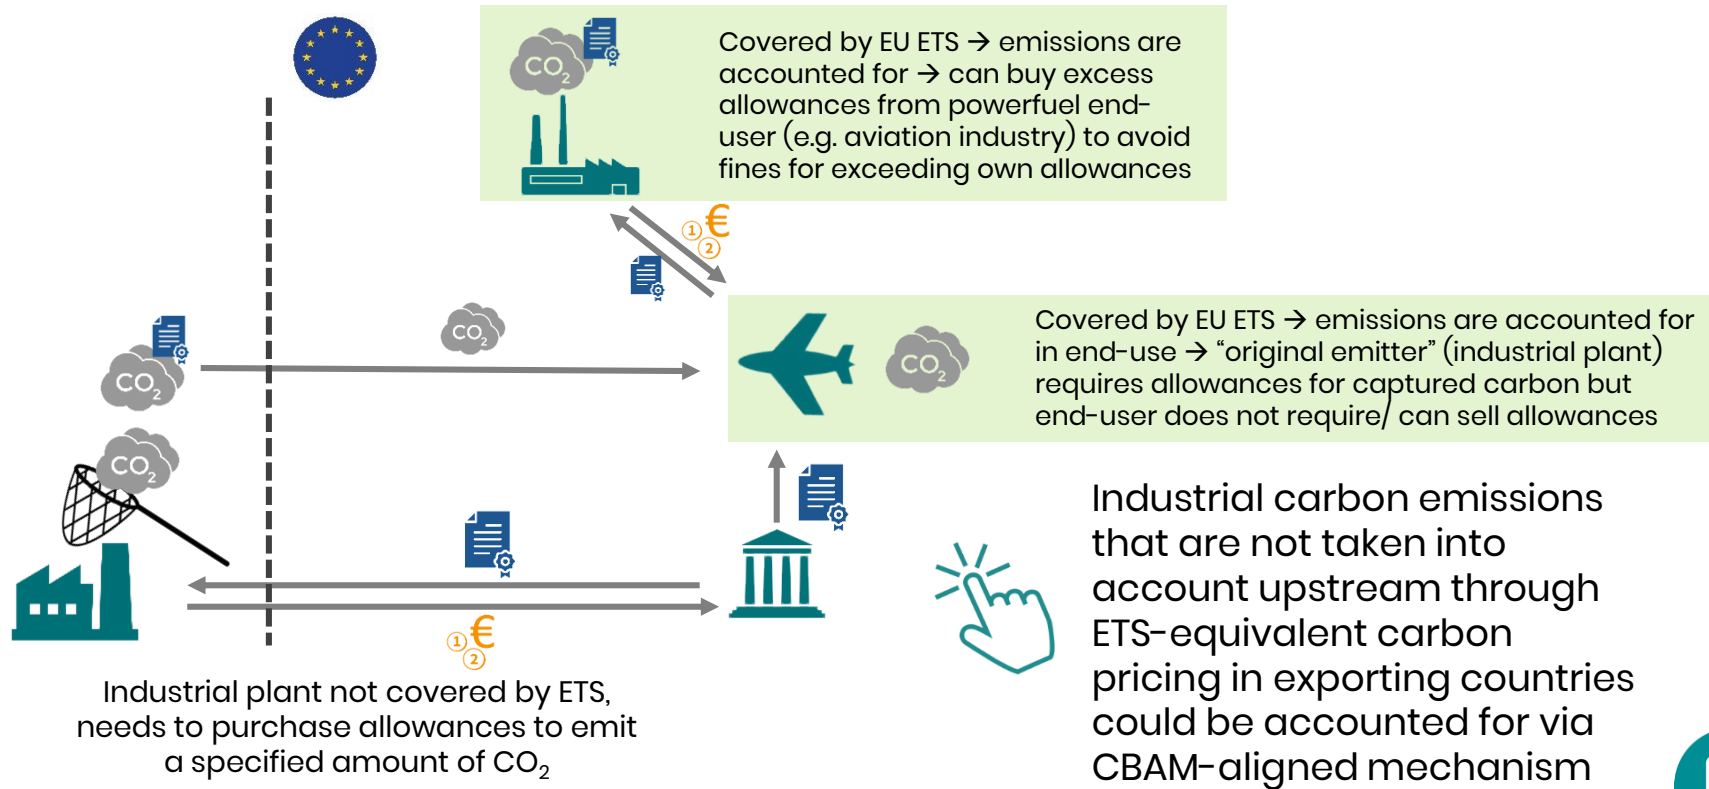 CO₂
Covered by EU ETS → emissions are
accounted for → can buy excess
allowances from powerfuel end-
user (e.g. aviation industry) to avoid
fines for exceeding own allowances
1 €
2
CO₂
CO₂
CO₂
Covered by EU ETS → emissions are accounted for
in end-use → “original emitter” (industrial plant)
requires allowances for captured carbon but
end-user does not require/ can sell allowances
CO₂
1 €
2
Industrial plant not covered by ETS,
needs to purchase allowances to emit
a specified amount of CO₂
Industrial carbon emissions
that are not taken into
account upstream through
ETS-equivalent carbon
pricing in exporting countries
could be accounted for via
CBAM-aligned mechanism